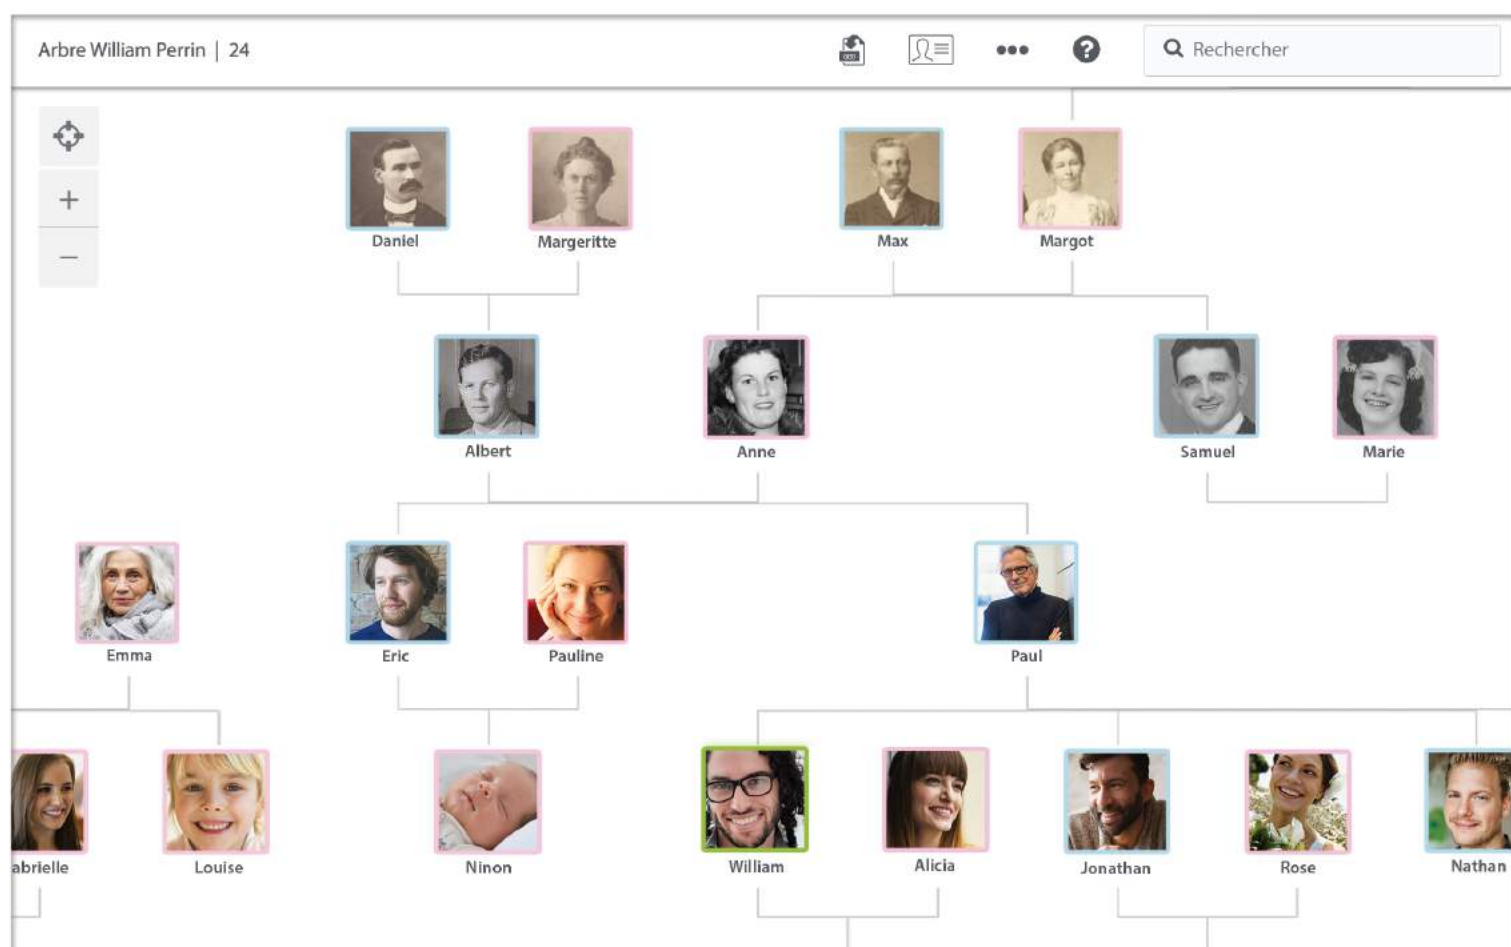 Arbre William Perrin | 24
Rechercher
Daniel
Margeritte
Max
Margot
Albert
Anne
Samuel
Marie
Emma
Eric
Pauline
Paul
abrielle
Louise
Ninon
William
Alicia
Jonathan
Rose
Nathan